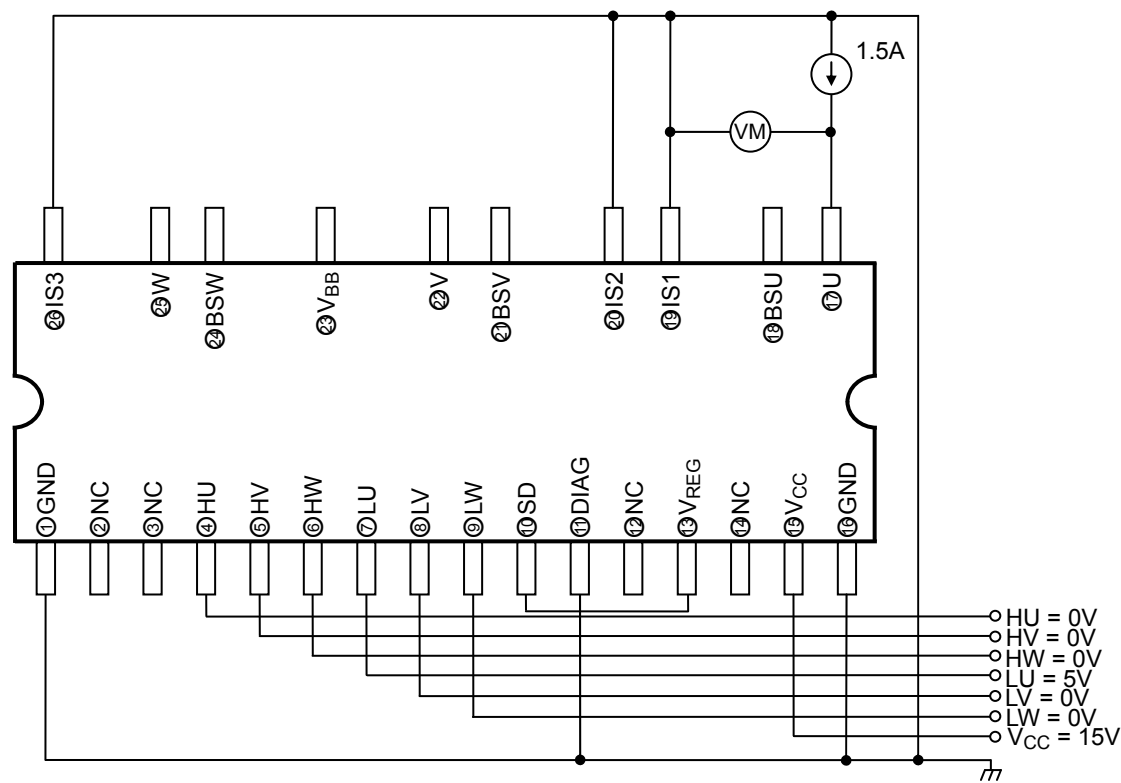 1.5A
VM
㉖IS3
㉕W
㉔BSW
㉓VBB
㉒V
㉑BSV
⑳IS2
⑲IS1
⑱BSU
⑰U
①GND
②NC
③NC
④HU
⑤HV
⑥HW
⑦LU
⑧LV
⑨LW
⑩SD
⑪DIAG
⑫NC
⑬VREG
⑭NC
⑮VCC
⑯GND
HU = 0V
HV = 0V
HW = 0V
LU = 5V
LV = 0V
LW = 0V
VCC = 15V